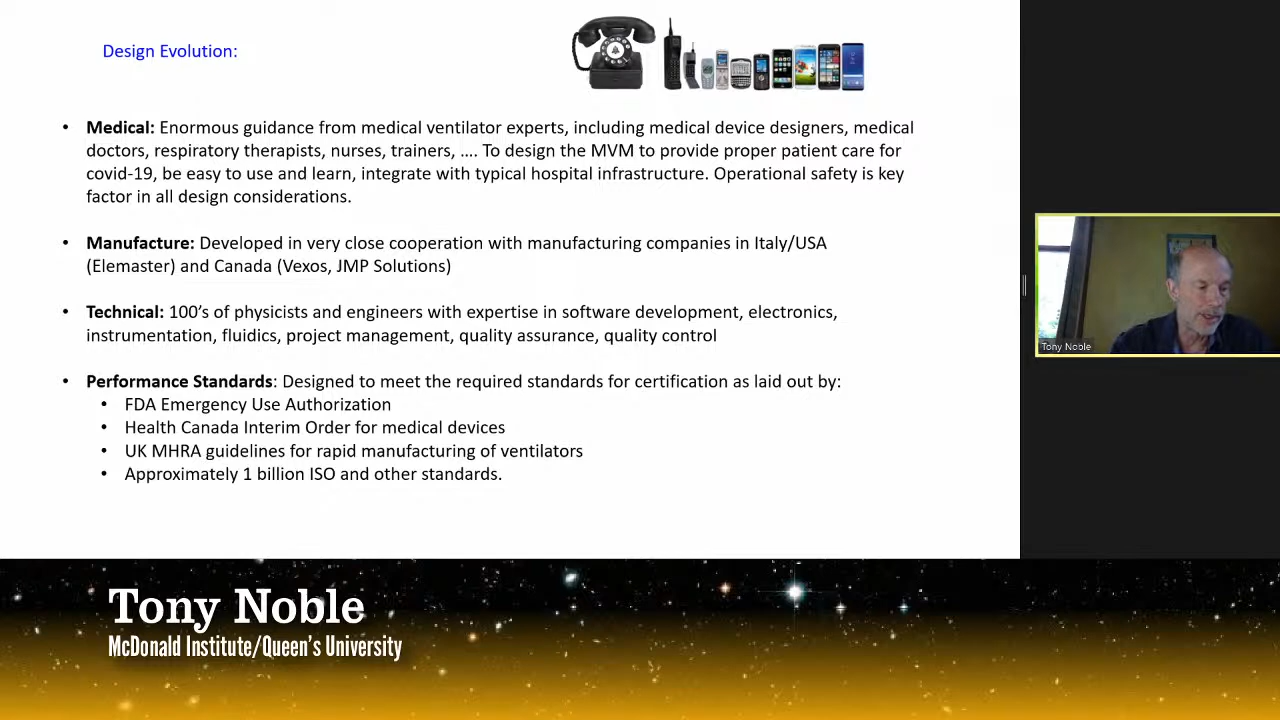 Design Evolution:
• Medical: Enormous guidance from medical ventilator experts, including medical device designers, medical
doctors, respiratory therapists, nurses, trainers, …. To design the MVM to provide proper patient care for
covid-19, be easy to use and learn, integrate with typical hospital infrastructure. Operational safety is key
factor in all design considerations.
• Manufacture: Developed in very close cooperation with manufacturing companies in Italy/USA
(Elemaster) and Canada (Vexos, JMP Solutions)
• Technical: 100’s of physicists and engineers with expertise in software development, electronics,
instrumentation, fluidics, project management, quality assurance, quality control
• Performance Standards: Designed to meet the required standards for certification as laid out by:
• FDA Emergency Use Authorization
• Health Canada Interim Order for medical devices
• UK MHRA guidelines for rapid manufacturing of ventilators
• Approximately 1 billion ISO and other standards.
Tony Noble
Tony Noble
McDonald Institute/Queen’s University